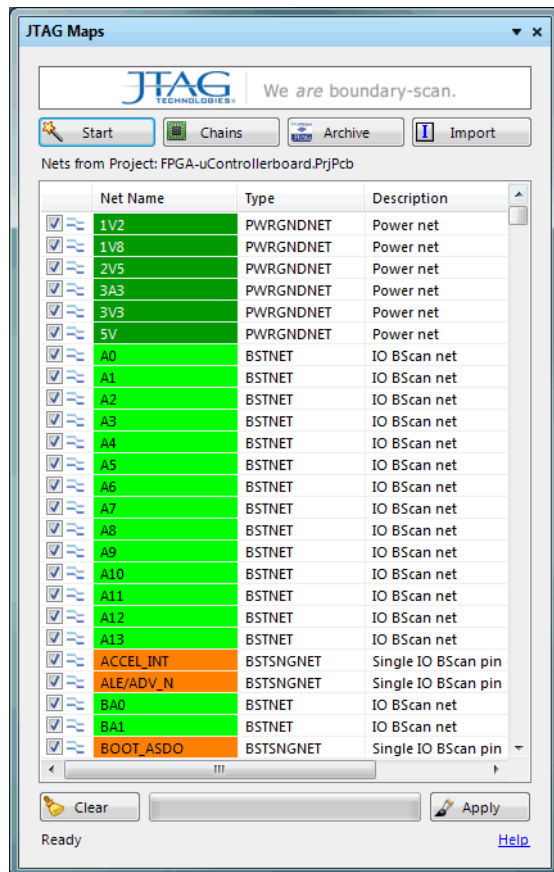 JTAG Maps
JTAG TECHNOLOGIES® We are boundary-scan.
Start Chains Archive Import
Nets from Project: FPGA-uControllerboard.PrjPcb
Net Name Type Description
1V2 PWRGNDNET Power net
1V8 PWRGNDNET Power net
2V5 PWRGNDNET Power net
3A3 PWRGNDNET Power net
3V3 PWRGNDNET Power net
5V PWRGNDNET Power net
A0 BSTNET IO BScan net
A1 BSTNET IO BScan net
A2 BSTNET IO BScan net
A3 BSTNET IO BScan net
A4 BSTNET IO BScan net
A5 BSTNET IO BScan net
A6 BSTNET IO BScan net
A7 BSTNET IO BScan net
A8 BSTNET IO BScan net
A9 BSTNET IO BScan net
A10 BSTNET IO BScan net
A11 BSTNET IO BScan net
A12 BSTNET IO BScan net
A13 BSTNET IO BScan net
ACCEL_INT BSTSNGNET Single IO BScan pin
ALE/ADV_N BSTSNGNET Single IO BScan pin
BA0 BSTNET IO BScan net
BA1 BSTNET IO BScan net
BOOT_ASDO BSTSNGNET Single IO BScan pin
Clear Apply
Ready Help